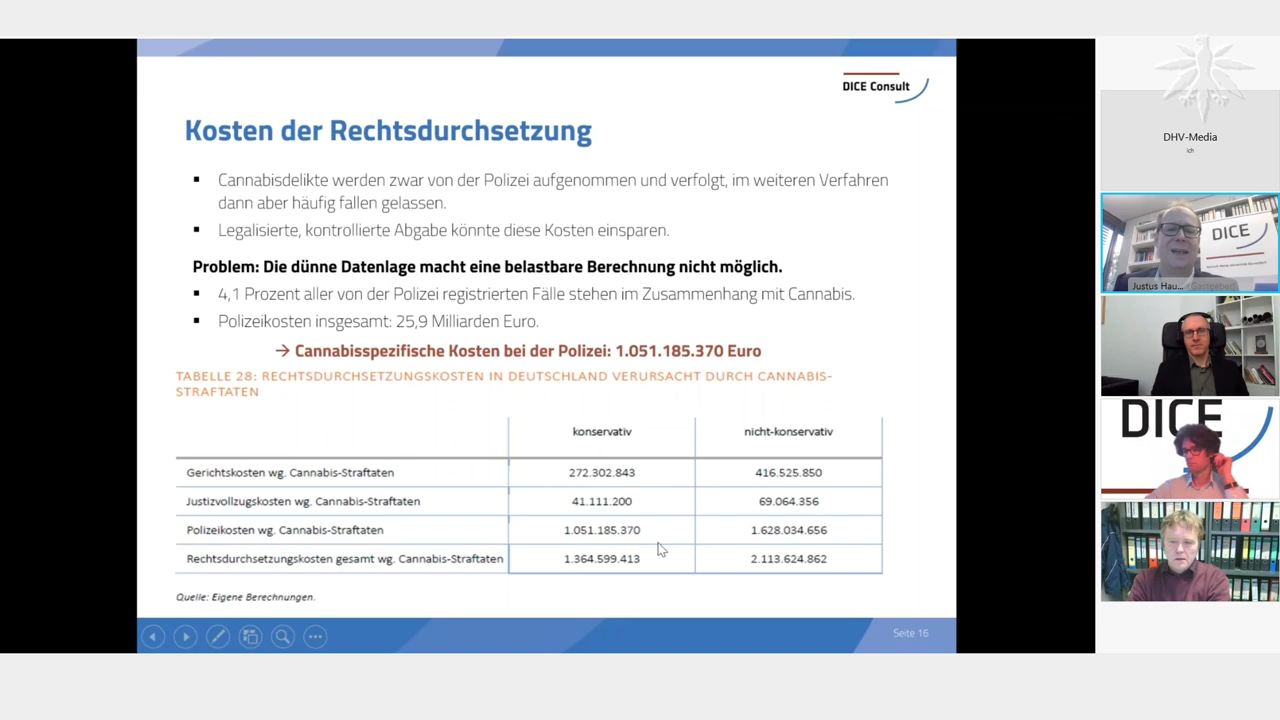 DICE Consult
Kosten der Rechtsdurchsetzung
▪ Cannabisdelikte werden zwar von der Polizei aufgenommen und verfolgt, im weiteren Verfahren
dann aber häufig fallen gelassen.
▪ Legalisierte, kontrollierte Abgabe könnte diese Kosten einsparen.
Problem: Die dünne Datenlage macht eine belastbare Berechnung nicht möglich.
▪ 4,1 Prozent aller von der Polizei registrierten Fälle stehen im Zusammenhang mit Cannabis.
▪ Polizeikosten insgesamt: 25,9 Milliarden Euro.
→ Cannabisspezifische Kosten bei der Polizei: 1.051.185.370 Euro
TABELLE 28: RECHTSDURCHSETZUNGSKOSTEN IN DEUTSCHLAND VERURSACHT DURCH CANNABIS-
STRAFTATEN
konservativ nicht-konservativ
Gerichtskosten wg. Cannabis-Straftaten 272.302.843 416.525.850
Justizvollzugskosten wg. Cannabis-Straftaten 41.111.200 69.064.356
Polizeikosten wg. Cannabis-Straftaten 1.051.185.370 1.628.034.656
Rechtsdurchsetzungskosten gesamt wg. Cannabis-Straftaten 1.364.599.413 2.113.624.862
Quelle: Eigene Berechnungen.
Seite 16
DHV-Media
Ich
DICE
Justus Hau... (Gastgeber)
DICE